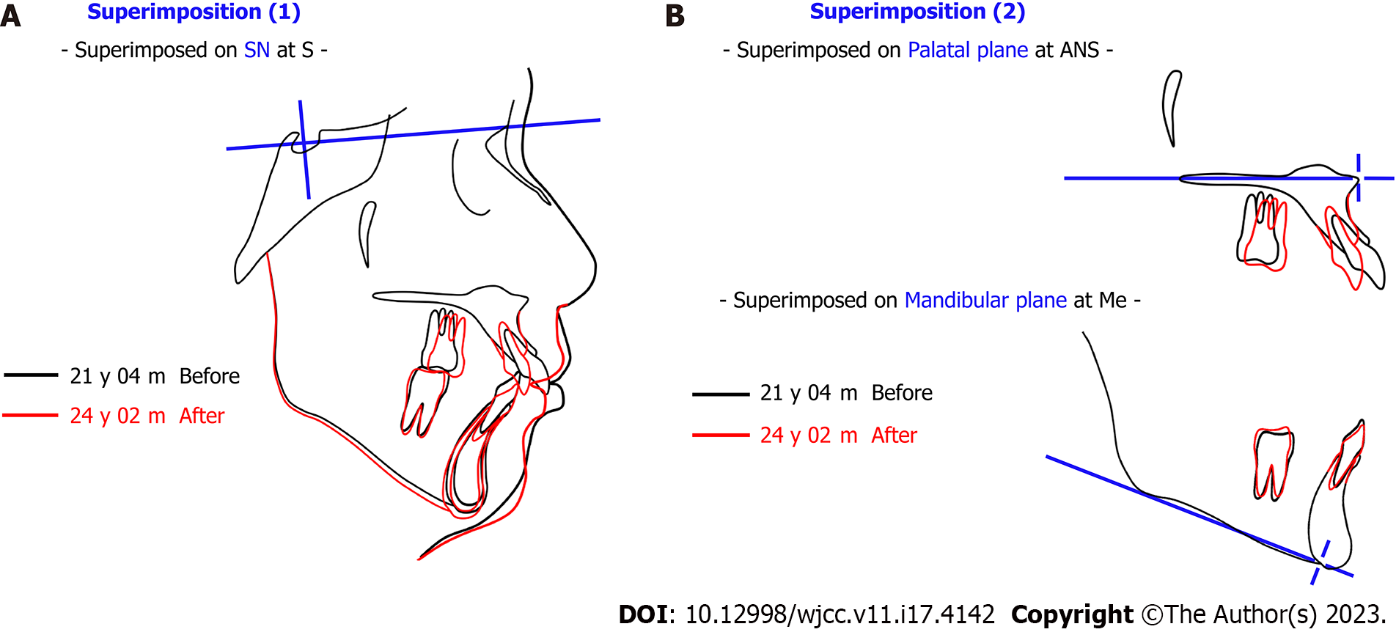 A
Superimposition (1)
- Superimposed on SN at S -
21 y 04 m Before
24 y 02 m After
B
Superimposition (2)
- Superimposed on Palatal plane at ANS -
- Superimposed on Mandibular plane at Me -
21 y 04 m Before
24 y 02 m After
DOI: 10.12998/wjcc.v11.i17.4142 Copyright ©The Author(s) 2023.